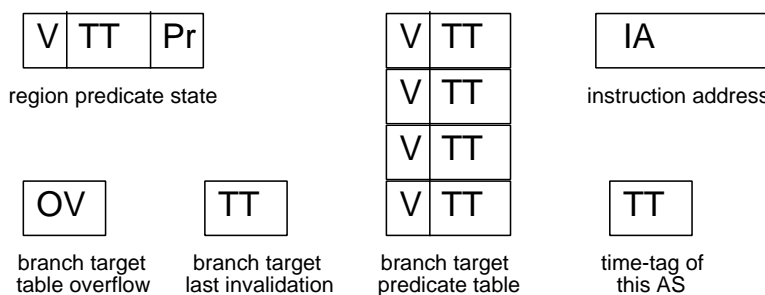 V TT Pr
region predicate state
V TT
V TT
V TT
V TT
IA
instruction address
OV
branch target
table overflow
TT
branch target
last invalidation
branch target
predicate table
TT
time-tag of
this AS